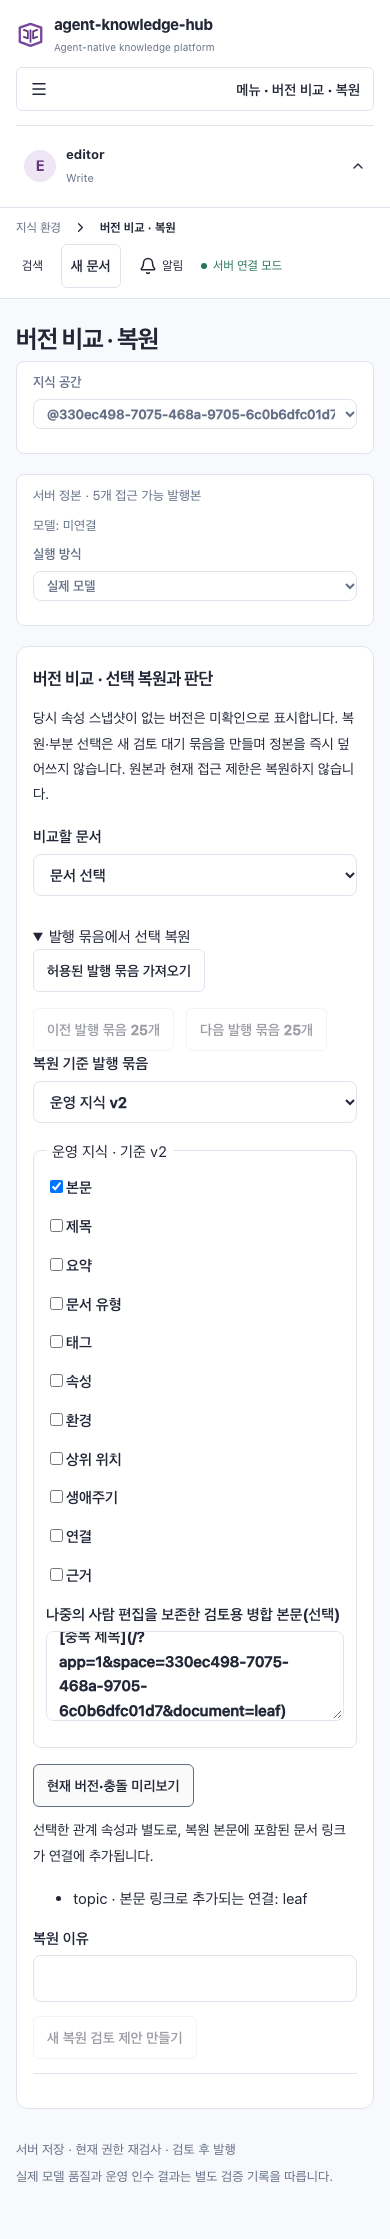 agent-knowledge-hub
Agent-native knowledge platform
메뉴 · 버전 비교 · 복원
E
editor
Write
지식 환경
버전 비교 · 복원
검색
새 문서
알림
서버 연결 모드
버전 비교 · 복원
지식 공간
@330ec498-7075-468a-9705-6c0b6dfc01d7
서버 정본 · 5개 접근 가능 발행본
모델: 미연결
실행 방식
실제 모델
버전 비교 · 선택 복원과 판단
당시 속성 스냅샷이 없는 버전은 미확인으로 표시합니다. 복
원·부분 선택은 새 검토 대기 묶음을 만들며 정본을 즉시 덮
어쓰지 않습니다. 원본과 현재 접근 제한은 복원하지 않습니
다.
비교할 문서
문서 선택
▼ 발행 묶음에서 선택 복원
허용된 발행 묶음 가져오기
이전 발행 묶음 25개
다음 발행 묶음 25개
복원 기준 발행 묶음
운영 지식 v2
운영 지식 · 기준 v2
본문
제목
요약
문서 유형
태그
속성
환경
상위 위치
생애주기
연결
근거
나중의 사람 편집을 보존한 검토용 병합 본문(선택)
[중복 제목](/?
app=1&space=330ec498-7075-
468a-9705-
6c0b6dfc01d7&document=leaf)
현재 버전·충돌 미리보기
선택한 관계 속성과 별도로, 복원 본문에 포함된 문서 링크
가 연결에 추가됩니다.
• topic · 본문 링크로 추가되는 연결: leaf
복원 이유
새 복원 검토 제안 만들기
서버 저장 · 현재 권한 재검사 · 검토 후 발행
실제 모델 품질과 운영 인수 결과는 별도 검증 기록을 따릅니다.